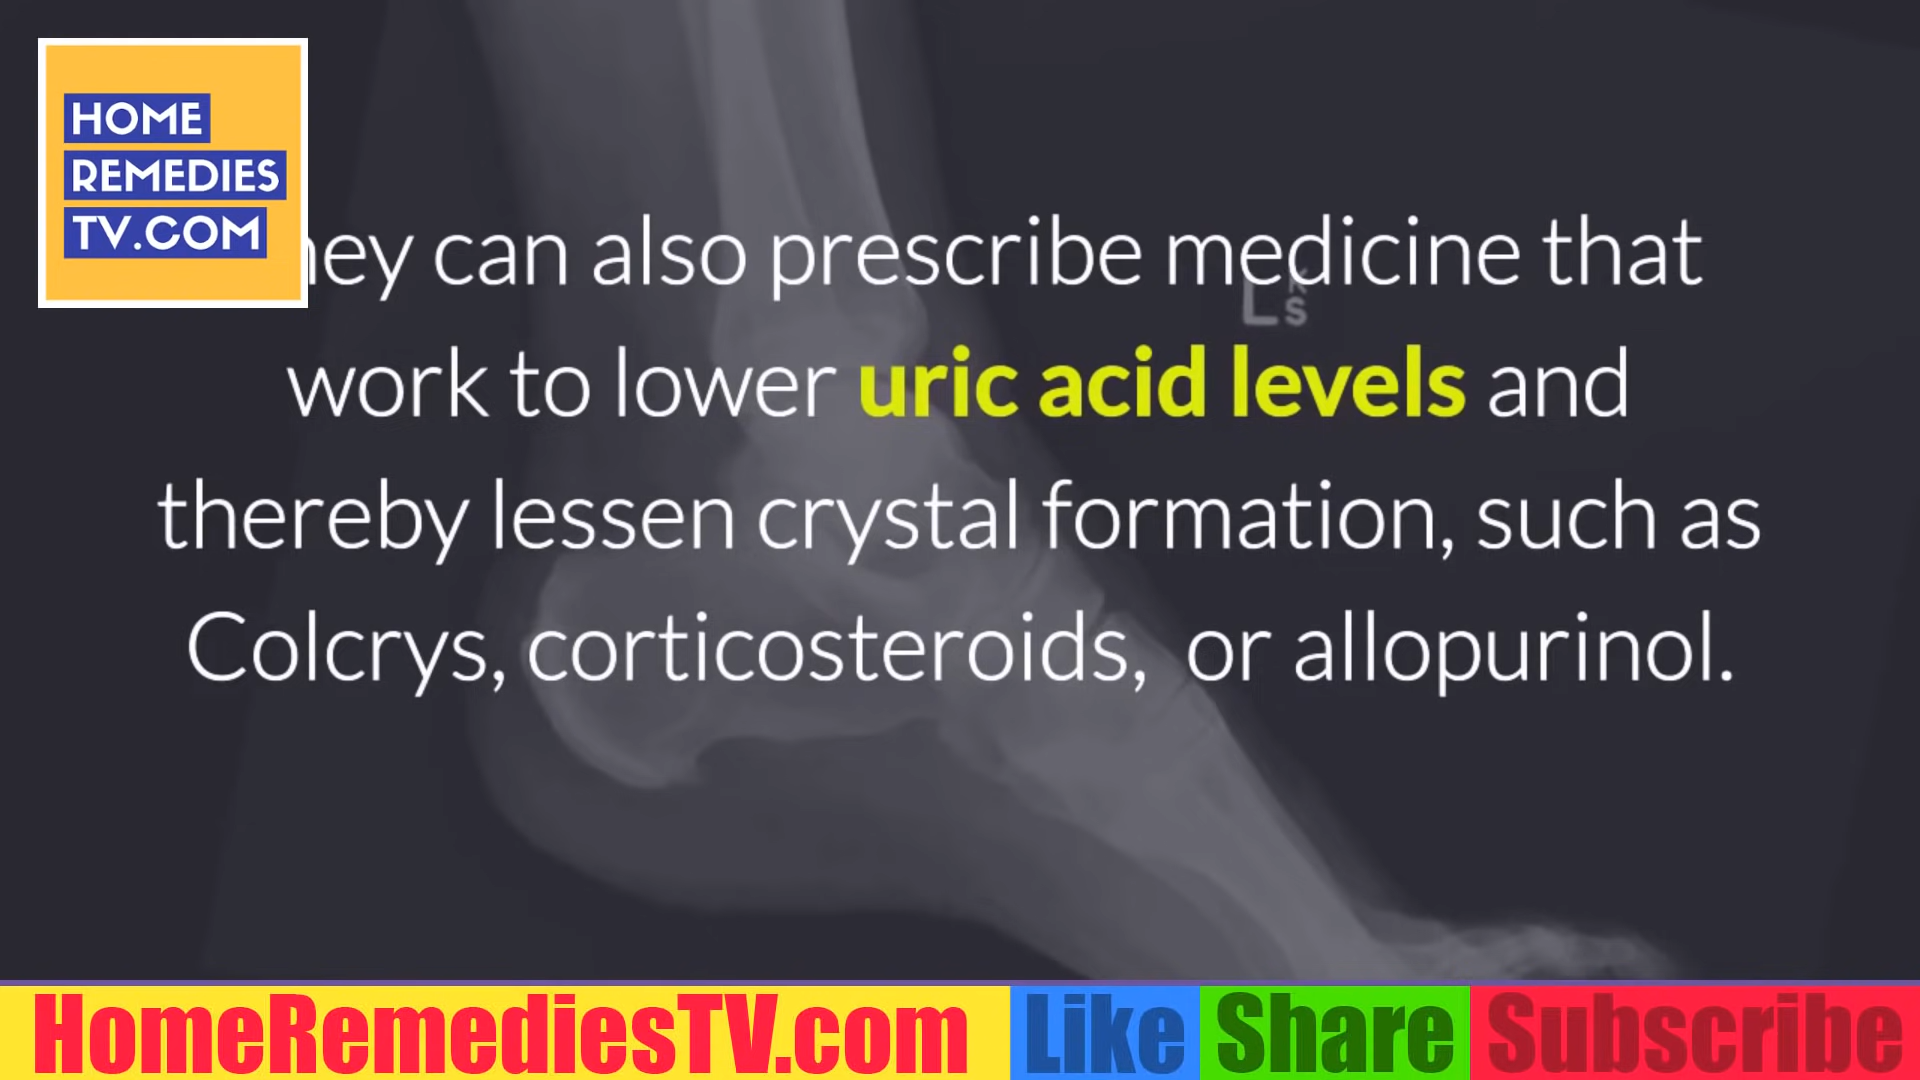 HOME
REMEDIES
TV.COM
hey can also prescribe medicine that
work to lower uric acid levels and
thereby lessen crystal formation, such as
Colcrys, corticosteroids, or allopurinol.
L
S
HomeRemediesTV.com Like Share Subscribe